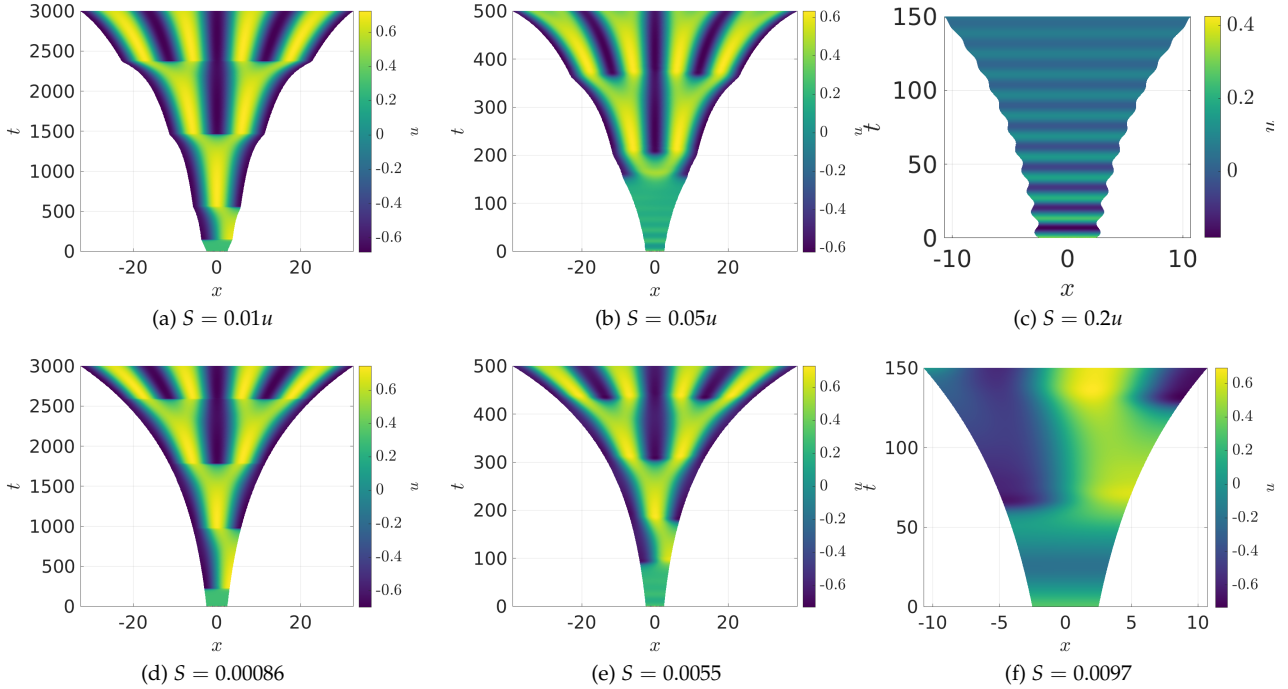 3000
2500
2000
1500
1000
500
0
t
-20 0 20
x
0.6
0.4
0.2
0
-0.2
-0.4
-0.6
u
(a) S = 0.01u
500
400
300
200
100
0
t
-20 0 20
x
0.6
0.4
0.2
0
-0.2
-0.4
-0.6
u
(b) S = 0.05u
150
100
50
0
t
-10 0 10
x
0.4
0.2
0
u
(c) S = 0.2u
3000
2500
2000
1500
1000
500
0
t
-20 0 20
x
0.6
0.4
0.2
0
-0.2
-0.4
-0.6
u
(d) S = 0.00086
500
400
300
200
100
0
t
-20 0 20
x
0.6
0.4
0.2
0
-0.2
-0.4
-0.6
u
(e) S = 0.0055
150
100
50
0
t
-10 -5 0 5 10
x
0.6
0.4
0.2
0
-0.2
-0.4
-0.6
u
(f) S = 0.0097